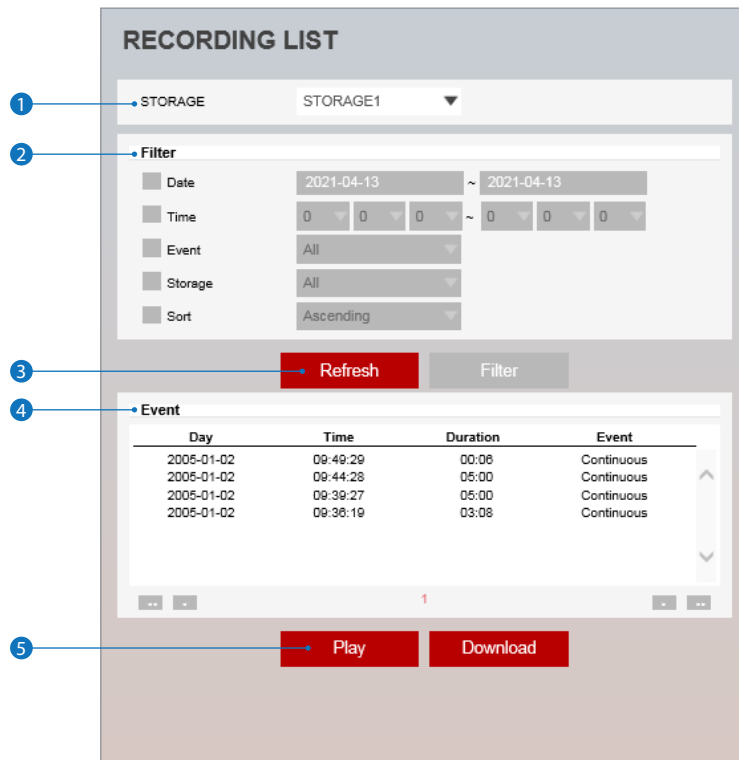 RECORDING LIST
1 STORAGE STORAGE1
2 Filter
Date 2021-04-13 ~ 2021-04-13
Time 0 0 0 ~ 0 0 0
Event All
Storage All
Sort Ascending
3 Refresh Filter
4 Event
Day Time Duration Event
2005-01-02 09:49:29 00:06 Continuous
2005-01-02 09:44:28 05:00 Continuous
2005-01-02 09:39:27 05:00 Continuous
2005-01-02 09:36:19 03:08 Continuous
1
5 Play Download